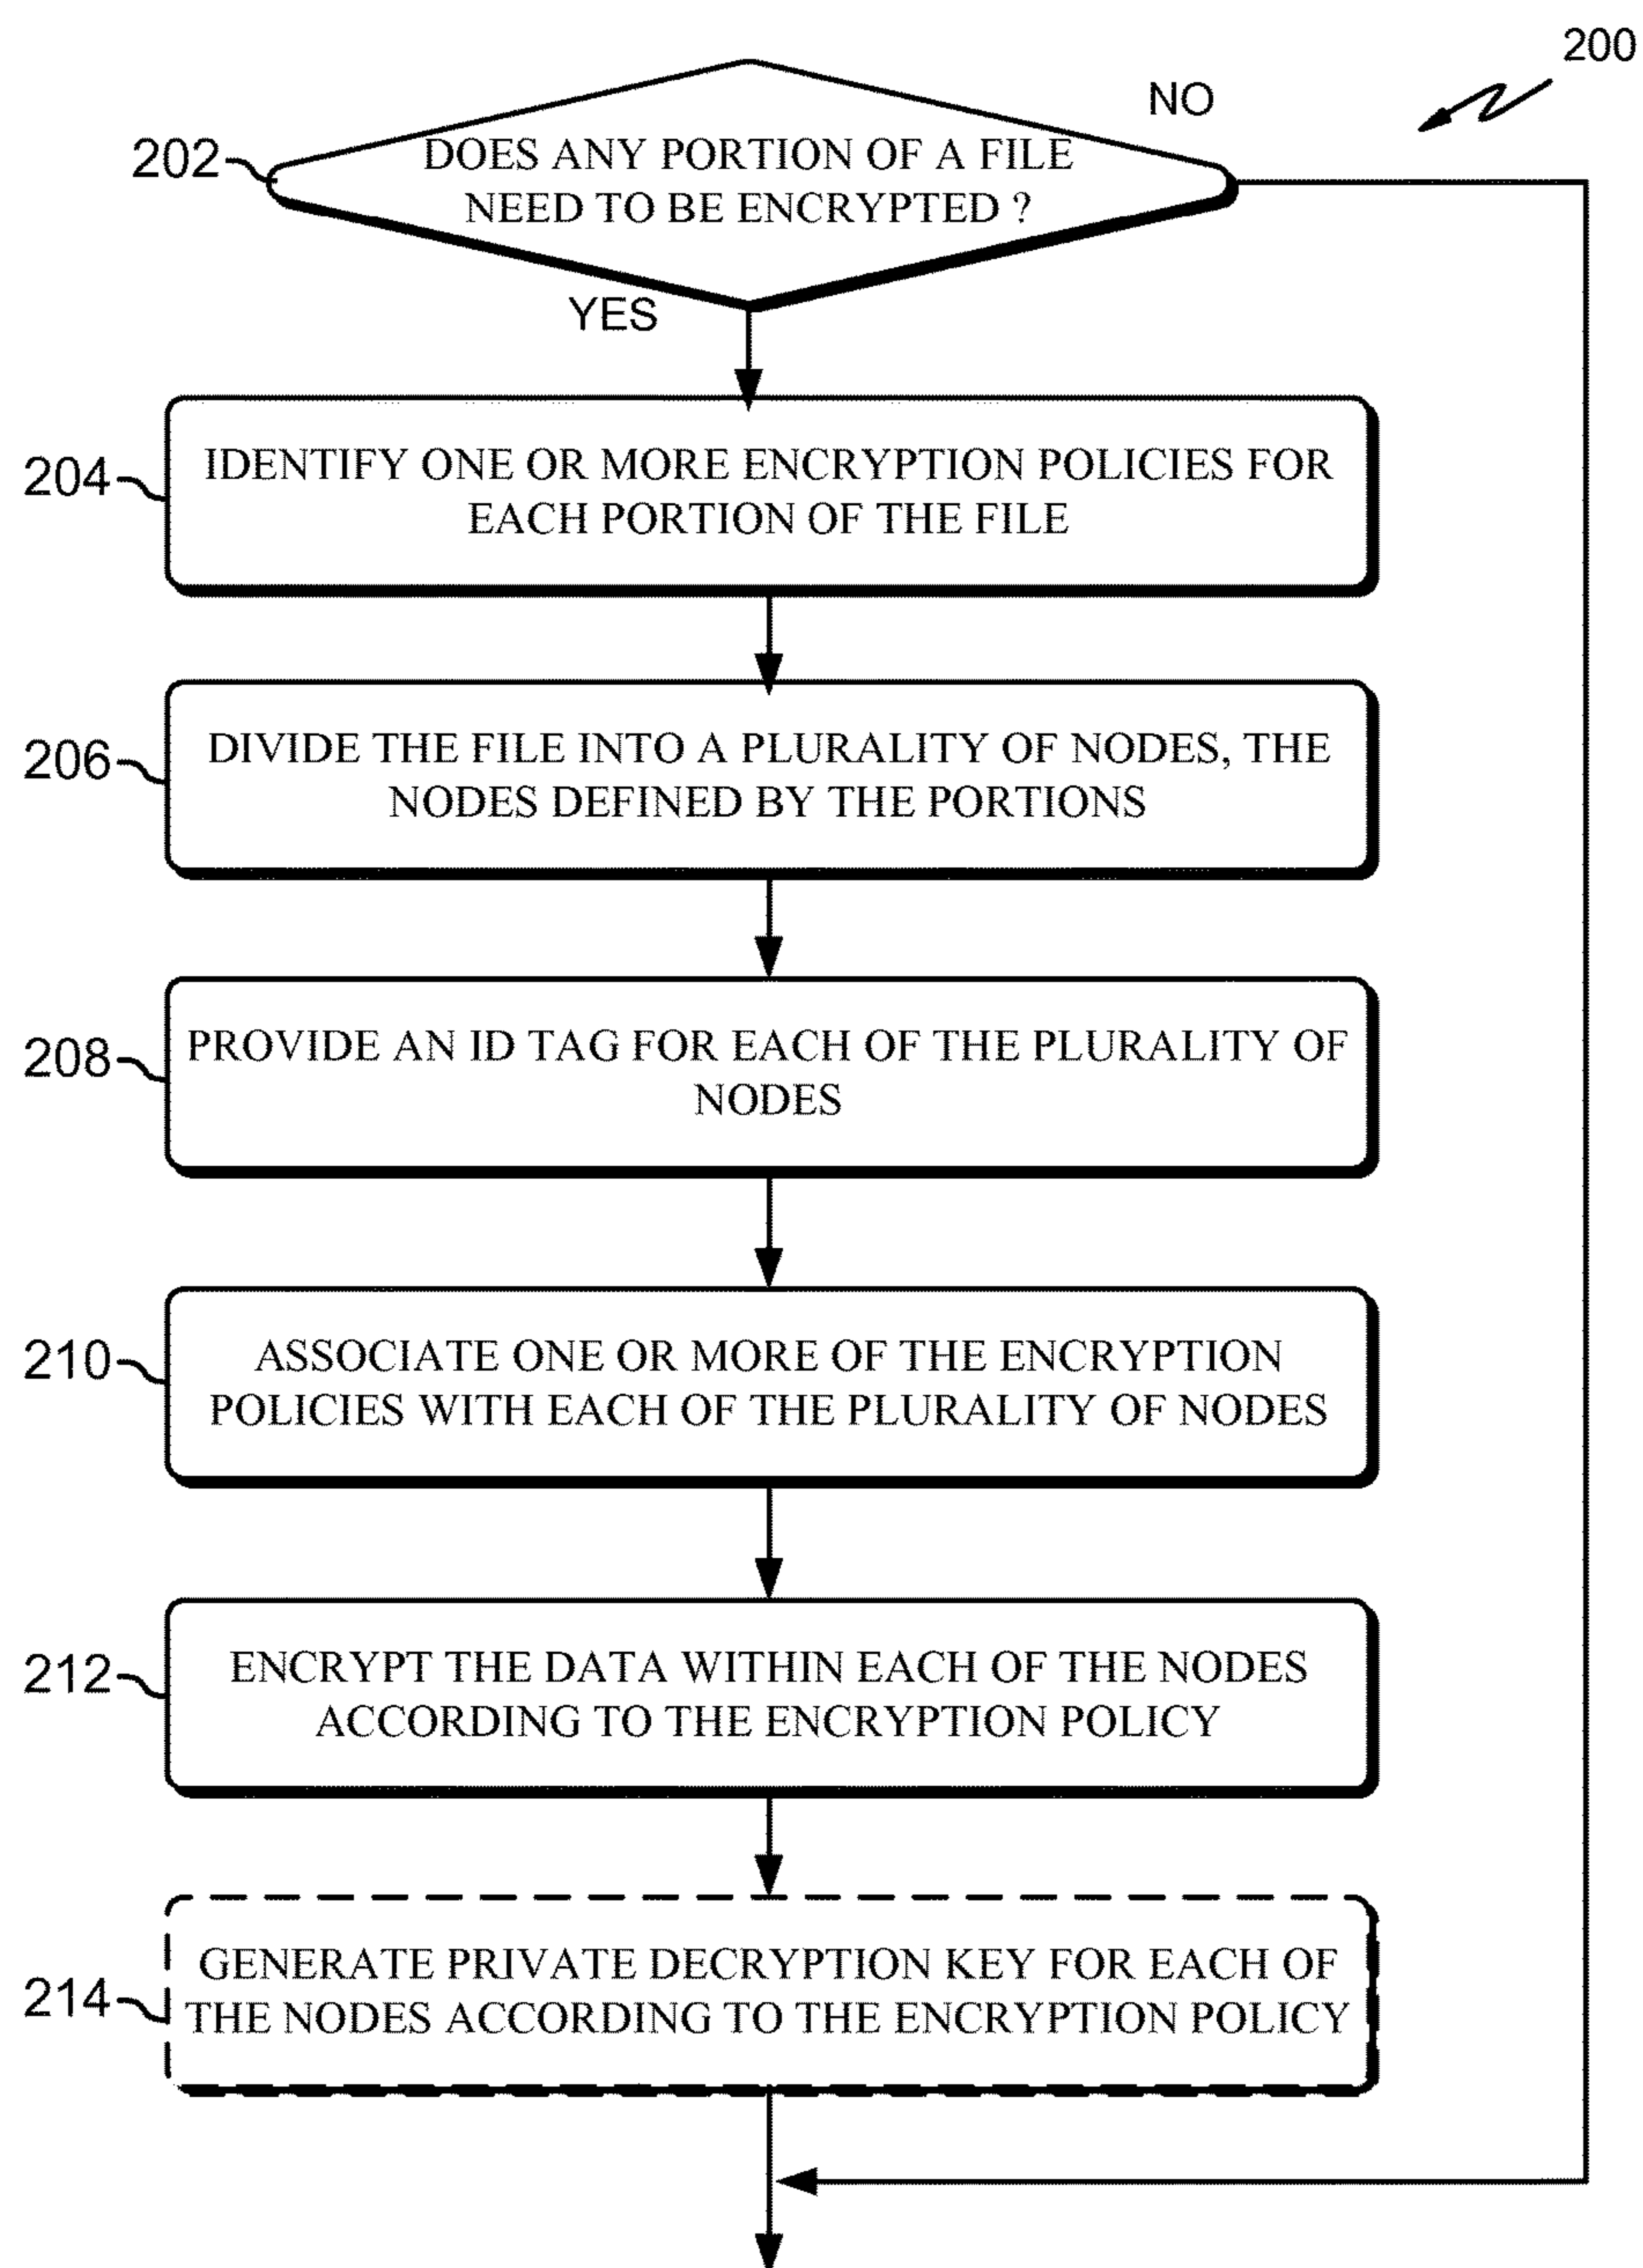 200
NO
202
DOES ANY PORTION OF A FILE
NEED TO BE ENCRYPTED ?
YES
204
IDENTIFY ONE OR MORE ENCRYPTION POLICIES FOR
EACH PORTION OF THE FILE
206
DIVIDE THE FILE INTO A PLURALITY OF NODES, THE
NODES DEFINED BY THE PORTIONS
208
PROVIDE AN ID TAG FOR EACH OF THE PLURALITY OF
NODES
210
ASSOCIATE ONE OR MORE OF THE ENCRYPTION
POLICIES WITH EACH OF THE PLURALITY OF NODES
212
ENCRYPT THE DATA WITHIN EACH OF THE NODES
ACCORDING TO THE ENCRYPTION POLICY
214
GENERATE PRIVATE DECRYPTION KEY FOR EACH OF
THE NODES ACCORDING TO THE ENCRYPTION POLICY